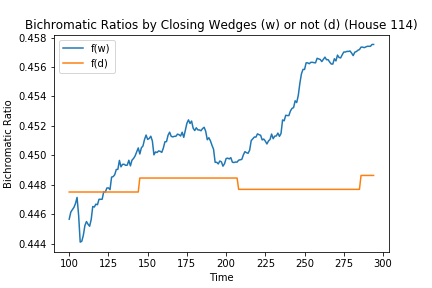 Bichromatic Ratios by Closing Wedges (w) or not (d) (House 114)
f(w)
f(d)
Bichromatic Ratio
0.458
0.456
0.454
0.452
0.450
0.448
0.446
0.444
100 125 150 175 200 225 250 275 300
Time